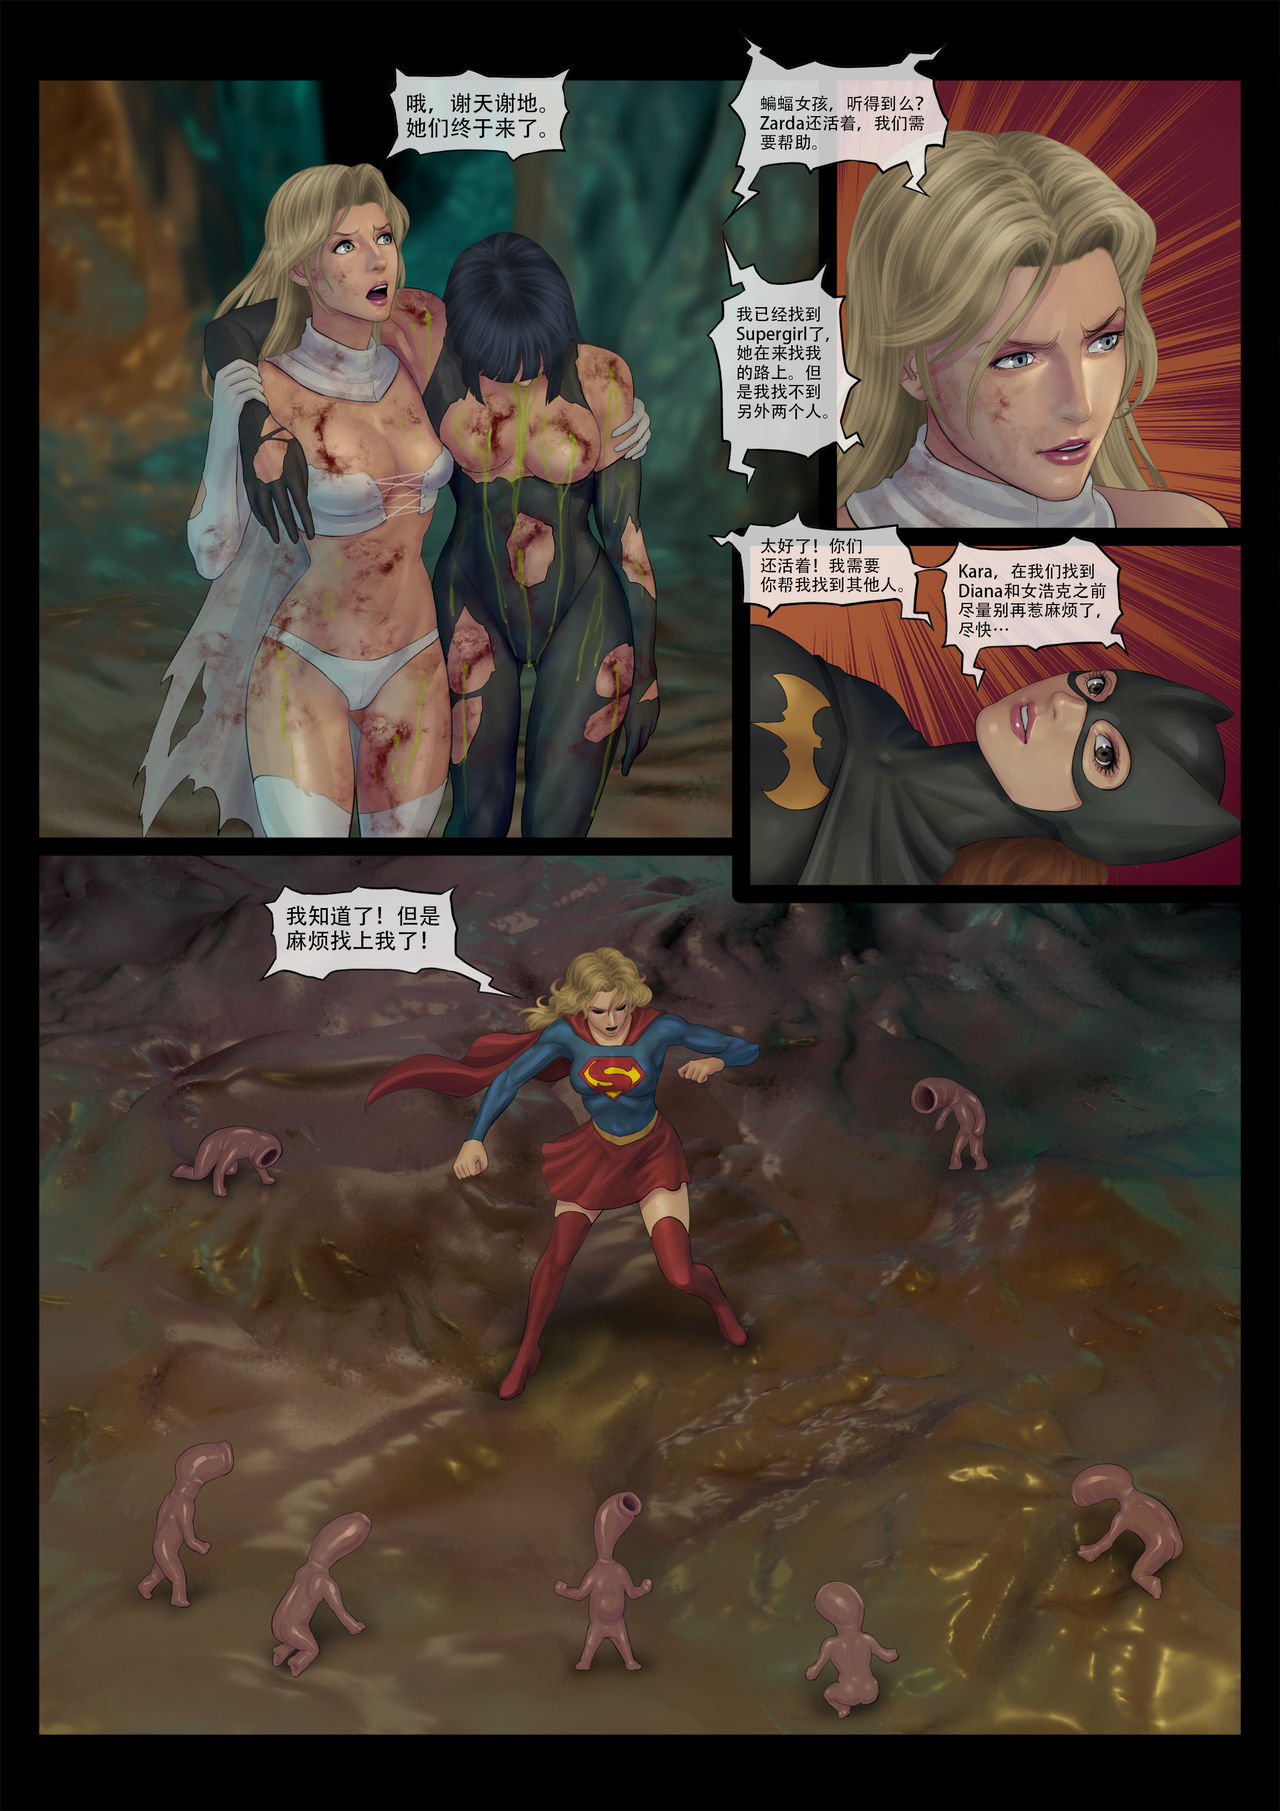 哦，谢天谢地。
她们终于来了。
蝙蝠女孩，听得到么？
Zarda还活着，我们需
要帮助。
我已经找到
Supergirl了，
她在来找我
的路上。但
是我找不到
另外两个人。
太好了！你们
还活着！我需要
你帮我找到其他人。
Kara，在我们找到
Diana和女浩克之前
尽量别再惹麻烦了，
尽快…
我知道了！但是
麻烦找上我了！
S